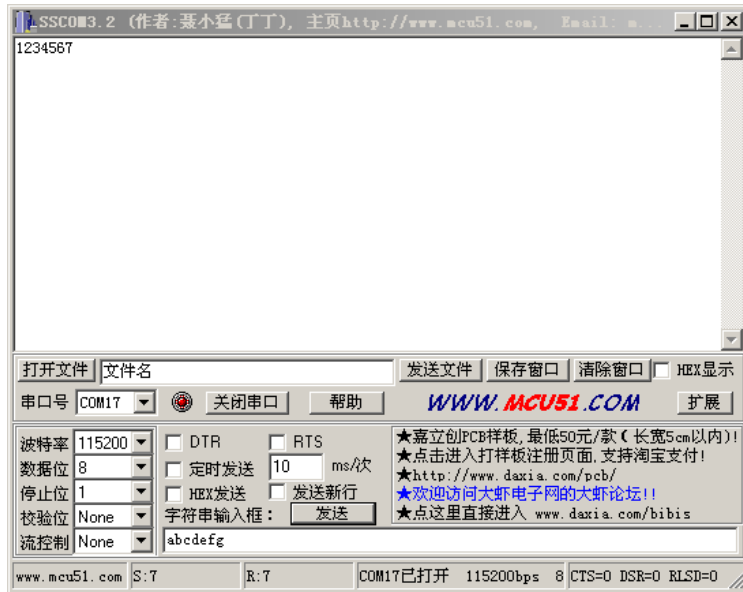 SSCOM3.2 (作者:聂小猛(丁丁), 主页http://www.mcu51.com, Email: m...
1234567
打开文件 文件名 发送文件 保存窗口 清除窗口 HEX显示
串口号 COM17 关闭串口 帮助 WWW.MCU51.COM 扩展
波特率 115200 DTR RTS
数据位 8 定时发送 10 ms/次
停止位 1 HEX发送 发送新行
校验位 None 字符串输入框: 发送
流控制 None abcdefg
★嘉立创PCB样板,最低50元/款(长宽5cm以内)!
★点击进入打样板注册页面,支持淘宝支付!
★http://www.daxia.com/pcb/
★欢迎访问大虾电子网的大虾论坛!!
★点这里直接进入 www.daxia.com/bibis
www.mcu51.com S:7 R:7 COM17已打开 115200bps 8 CTS=0 DSR=0 RLSD=0